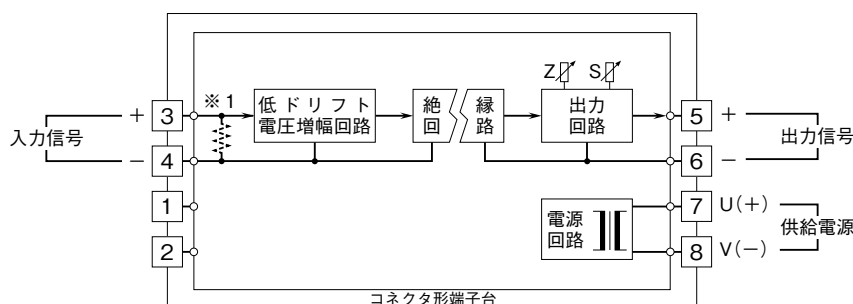 ※1
低ドリフト
電圧増幅回路
絶
回
縁
路
Z
S
出力
回路
入力信号
+
3
−
4
1
2
5
+
6
−
出力信号
電源
回路
7
U(+)
8
V(−)
供給電源
コネクタ形端子台